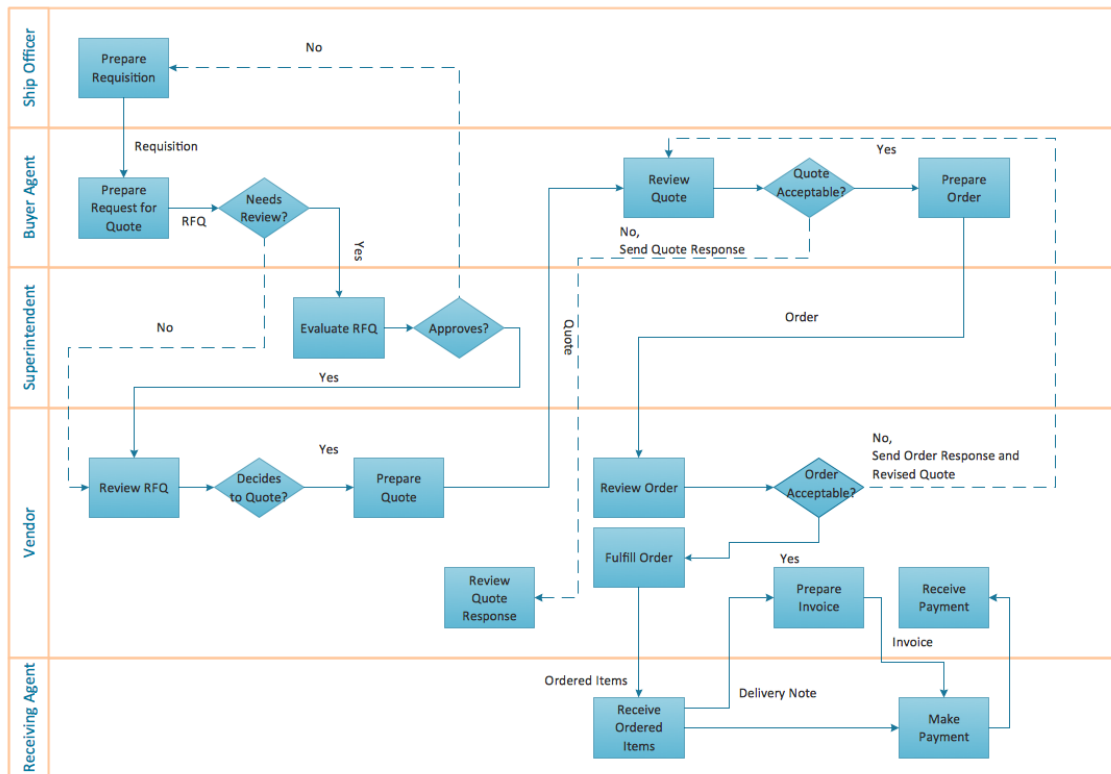 Ship Officer
Prepare
Requisition
No
Requisition
Buyer Agent
Prepare
Request for
Quote
RFQ
Needs
Review?
Yes
Review
Quote
Quote
Acceptable?
Yes
Prepare
Order
No,
Send Quote Response
Superintendent
No
Evaluate RFQ
Approves?
Yes
Quote
Order
Vendor
Review RFQ
Decides
to Quote?
Yes
Prepare
Quote
Review Order
Order
Acceptable?
No,
Send Order Response and
Revised Quote
Fulfill Order
Yes
Review
Quote
Response
Prepare
Invoice
Receive
Payment
Invoice
Receiving Agent
Ordered Items
Delivery Note
Receive
Ordered
Items
Make
Payment